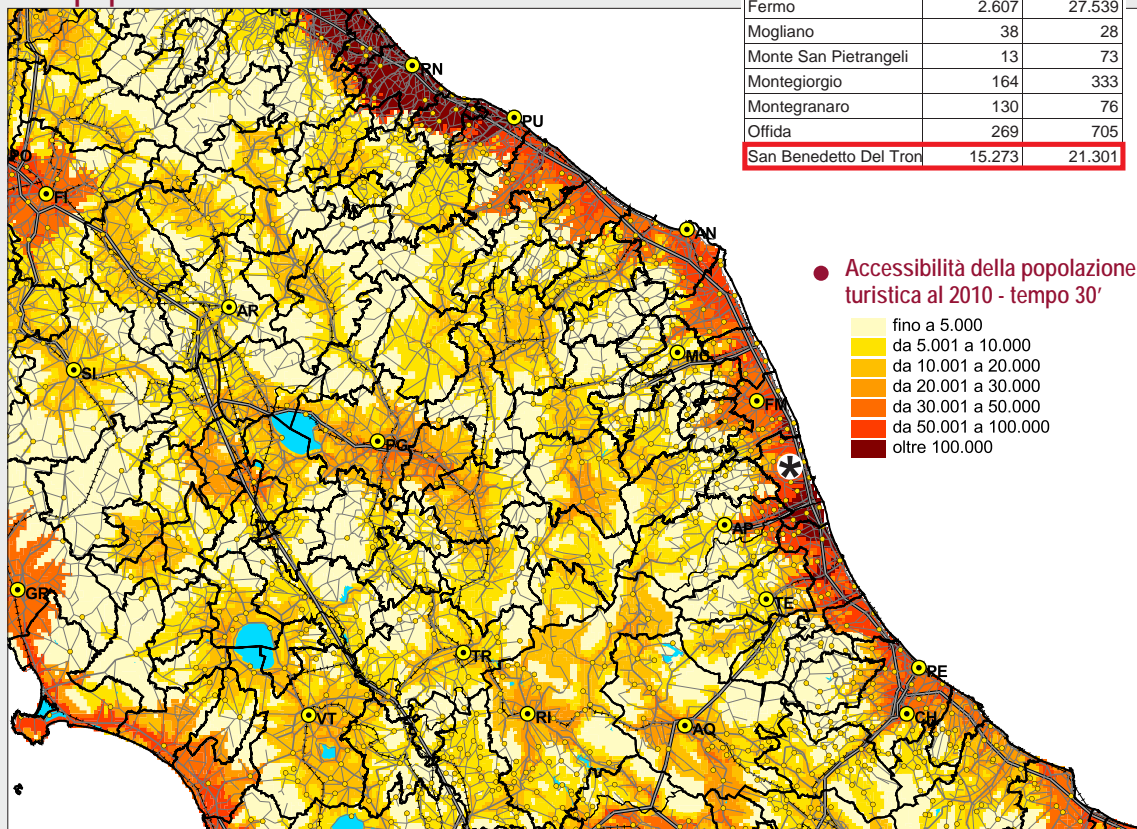 Fermo 2.607 27.539
Mogliano 38 28
Monte San Pietrangeli 13 73
Montegiorgio 164 333
Montegranaro 130 76
Offida 269 705
San Benedetto Del Tron 15.273 21.301
Accessibilità della popolazione
turistica al 2010 - tempo 30'
fino a 5.000
da 5.001 a 10.000
da 10.001 a 20.000
da 20.001 a 30.000
da 30.001 a 50.000
da 50.001 a 100.000
oltre 100.000
RN
PU
PO
FI
AN
AR
MC
SI
FM
PG
*
AP
GR
TE
TR
PE
VT
RI
AQ
CH